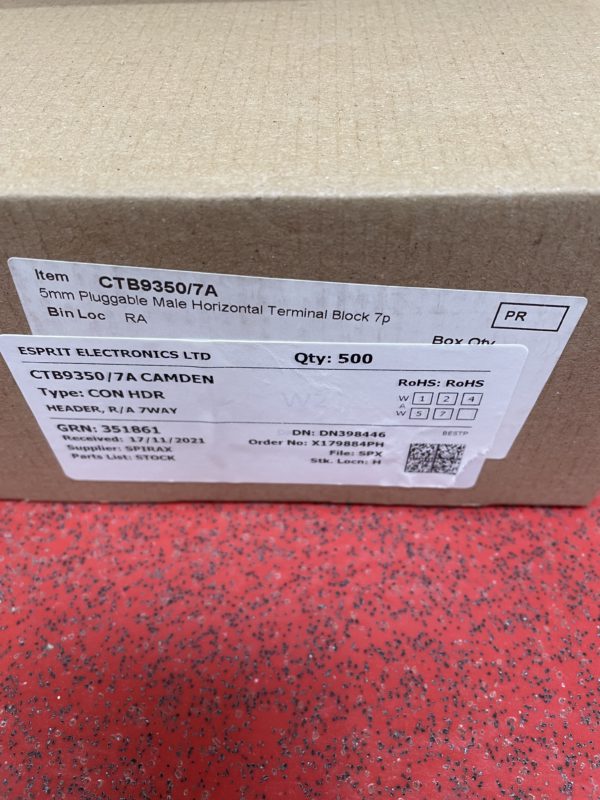 Item CTB9350/7A
5mm Pluggable Male Horizontal Terminal Block 7p
Bin Loc RA
PR
Box Qty
ESPRIT ELECTRONICS LTD Qty: 500
CTB9350/7A CAMDEN RoHS: RoHS
Type: CON HDR
HEADER, R/A 7WAY
W 1 2 4
A
W 5 7
W2
GRN: 351861 DN: DN398446 BESTP
Received: 17/11/2021 Order No: X179884PH
Supplier: SPIRAX File: SPX
Parts List: STOCK Stk. Locn: H